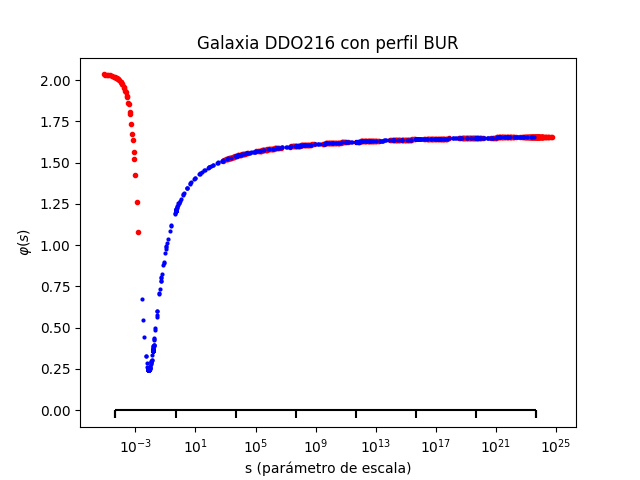 Galaxia DDO216 con perfil BUR
φ(s)
2.00
1.75
1.50
1.25
1.00
0.75
0.50
0.25
0.00
10⁻³ 10¹ 10⁵ 10⁹ 10¹³ 10¹⁷ 10²¹ 10²⁵
s (parámetro de escala)